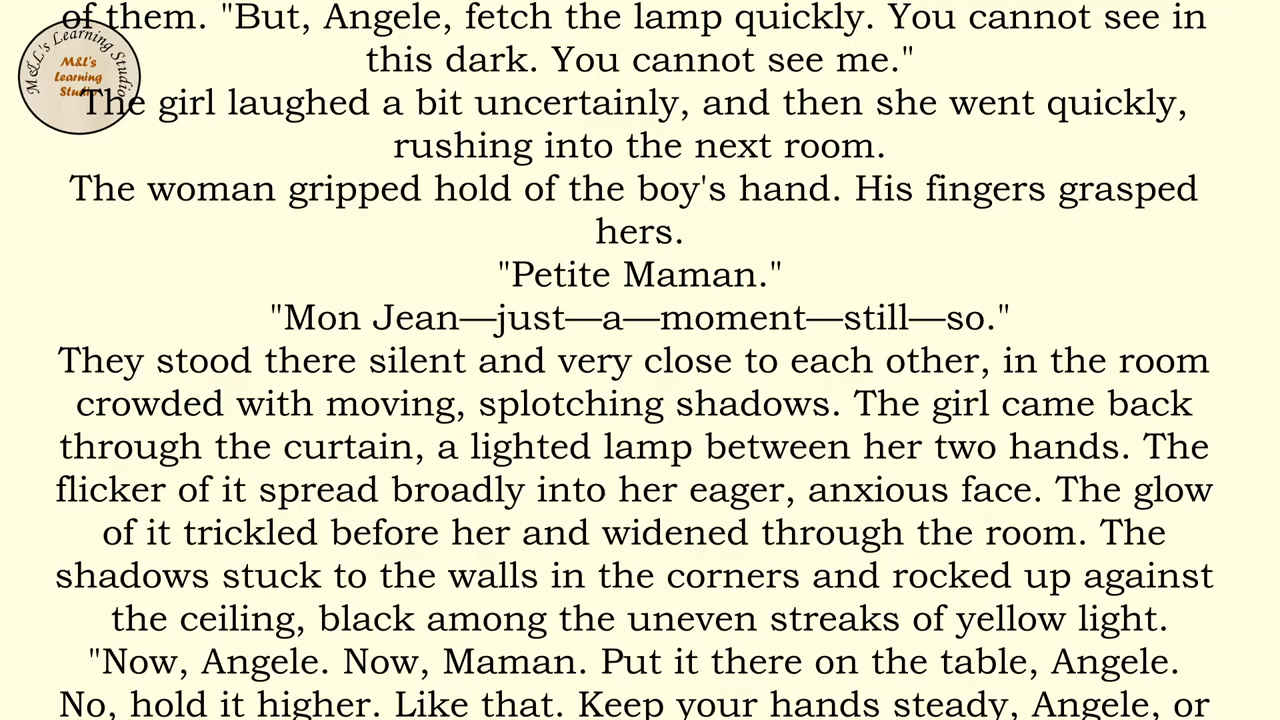 of them. "But, Angele, fetch the lamp quickly. You cannot see in
this dark. You cannot see me."
M&L's Learning Studio
M&L's
Learning
Studio
The girl laughed a bit uncertainly, and then she went quickly,
rushing into the next room.
The woman gripped hold of the boy's hand. His fingers grasped
hers.
"Petite Maman."
"Mon Jean—just—a—moment—still—so."
They stood there silent and very close to each other, in the room
crowded with moving, splotching shadows. The girl came back
through the curtain, a lighted lamp between her two hands. The
flicker of it spread broadly into her eager, anxious face. The glow
of it trickled before her and widened through the room. The
shadows stuck to the walls in the corners and rocked up against
the ceiling, black among the uneven streaks of yellow light.
"Now, Angele. Now, Maman. Put it there on the table, Angele.
No, hold it higher. Like that. Keep your hands steady, Angele, or